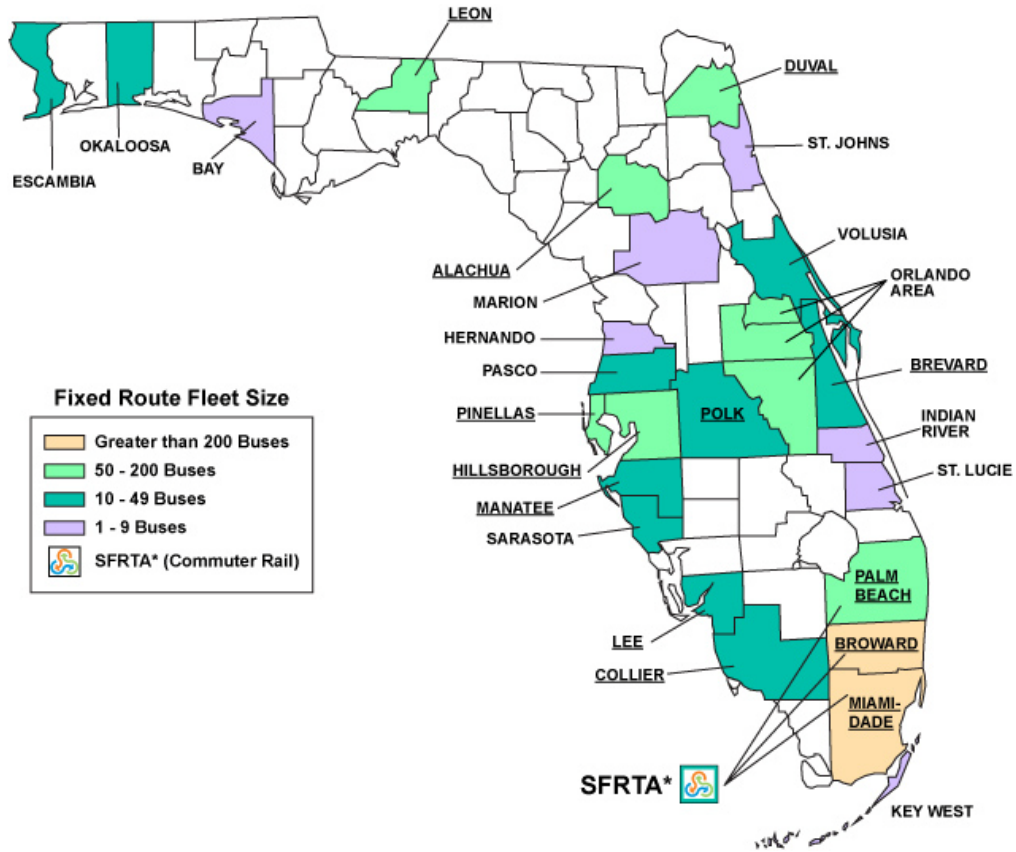 LEON
DUVAL
OKALOOSA
ST. JOHNS
BAY
ESCAMBIA
VOLUSIA
ALACHUA
ORLANDO
AREA
MARION
HERNANDO
PASCO
BREVARD
Fixed Route Fleet Size
PINELLAS
POLK
INDIAN
RIVER
Greater than 200 Buses
50 - 200 Buses
HILLSBOROUGH
ST. LUCIE
10 - 49 Buses
MANATEE
1 - 9 Buses
SARASOTA
SFRTA* (Commuter Rail)
PALM
BEACH
LEE
BROWARD
COLLIER
MIAMI-
DADE
SFRTA*
KEY WEST